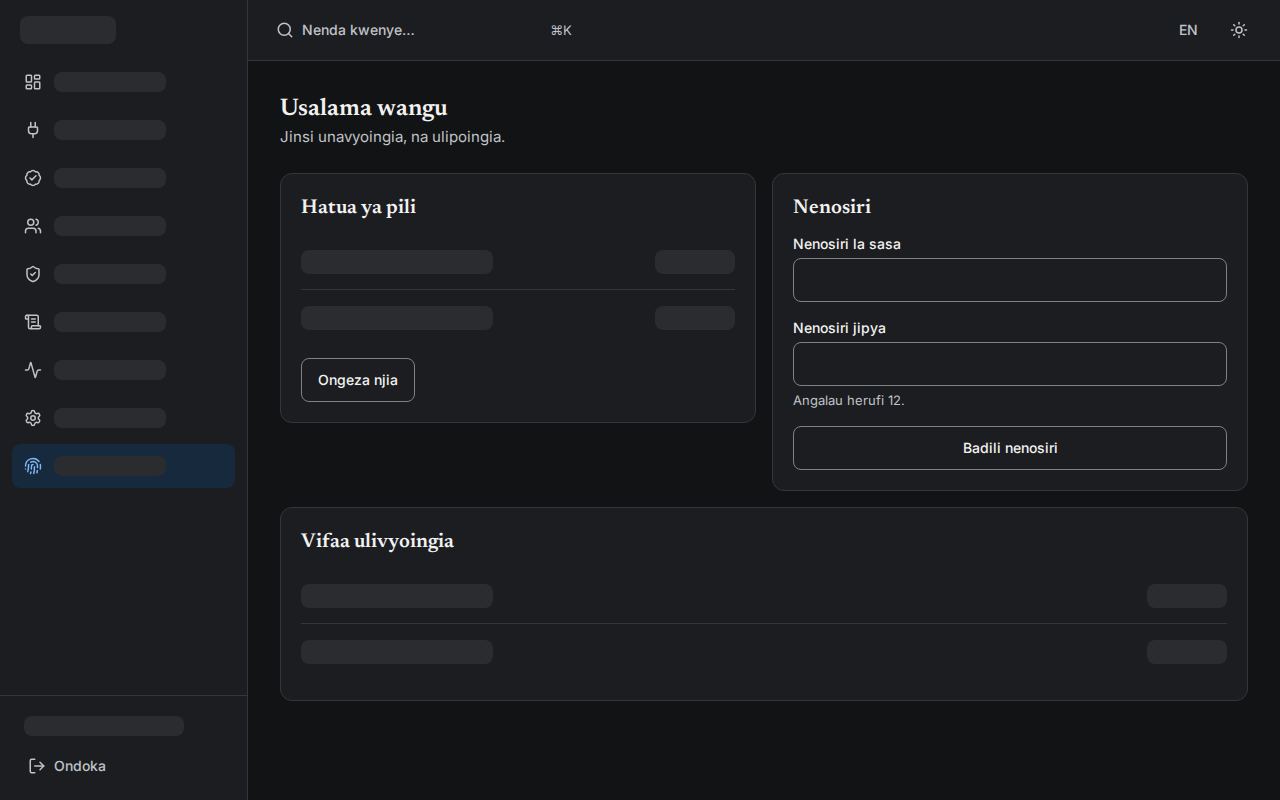 Nenda kwenye...
⌘K
EN
Usalama wangu
Jinsi unavyoingia, na ulipoingia.
Hatua ya pili
Ongeza njia
Nenosiri
Nenosiri la sasa
Nenosiri jipya
Angalau herufi 12.
Badili nenosiri
Vifaa ulivyoingia
Ondoka